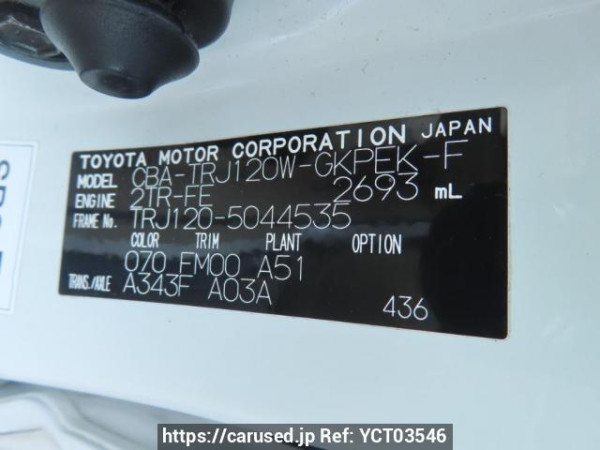 TOYOTA MOTOR CORPORATION JAPAN
MODEL CBA-TRJ120W-GKPEK-F
ENGINE 2TR-FE 2693 mL
FRAME No. TRJ120-5044535
COLOR TRIM PLANT OPTION
070 FM00 A51
TRANS./AXLE A343F A03A
436
https://carused.jp Ref: YCT03546